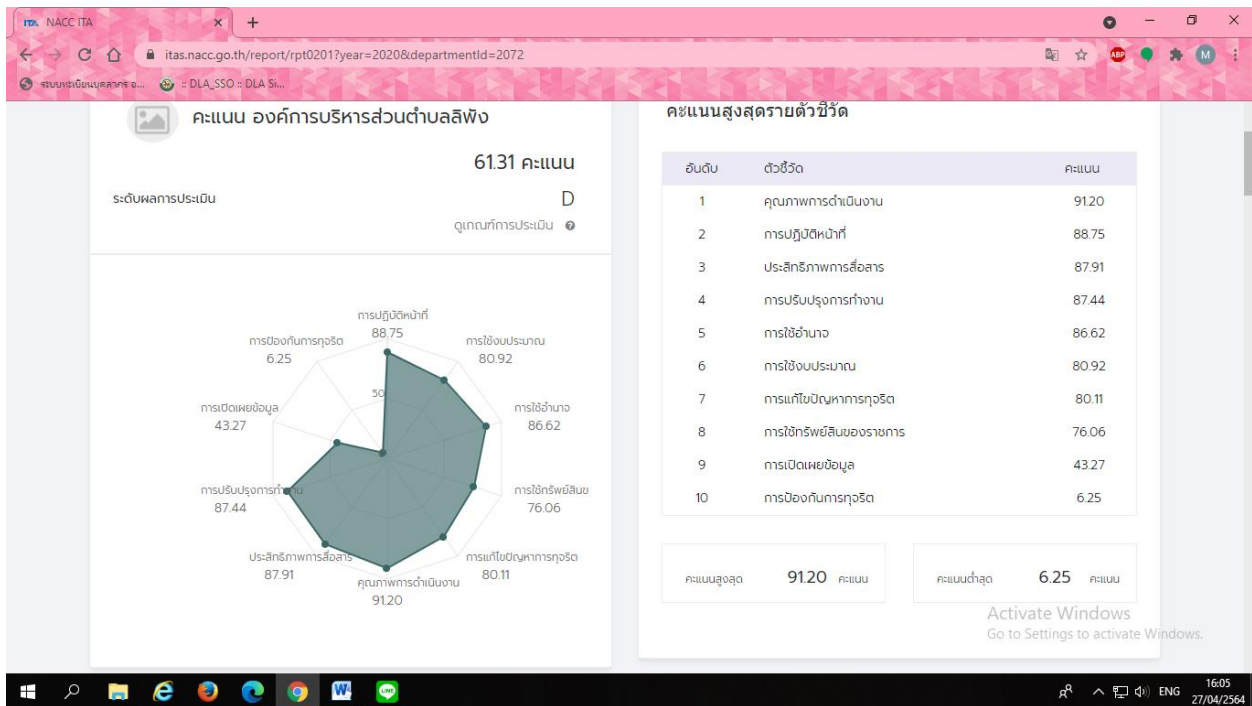 ITA NACC ITA
itas.nacc.go.th/report/rpt0201?year=2020&departmentId=2072
ABP
M
ระบบทะเบียนบุคลากร อ...
:: DLA_SSO :: DLA Si...
คะแนน องค์การบริหารส่วนตำบลลิพัง
61.31 คะแนน
ระดับผลการประเมิน
D
ดูเกณฑ์การประเมิน
การปฏิบัติหน้าที่
88.75
การใช้งบประมาณ
80.92
การใช้อำนาจ
86.62
การใช้ทรัพย์สินข
76.06
การแก้ไขปัญหาการทุจริต
80.11
คุณภาพการดำเนินงาน
91.20
ประสิทธิภาพการสื่อสาร
87.91
การปรับปรุงการทำงาน
87.44
การเปิดเผยข้อมูล
43.27
การป้องกันการทุจริต
6.25
50
คะแนนสูงสุดรายตัวชี้วัด
อันดับ ตัวชี้วัด คะแนน
1 คุณภาพการดำเนินงาน 91.20
2 การปฏิบัติหน้าที่ 88.75
3 ประสิทธิภาพการสื่อสาร 87.91
4 การปรับปรุงการทำงาน 87.44
5 การใช้อำนาจ 86.62
6 การใช้งบประมาณ 80.92
7 การแก้ไขปัญหาการทุจริต 80.11
8 การใช้ทรัพย์สินของราชการ 76.06
9 การเปิดเผยข้อมูล 43.27
10 การป้องกันการทุจริต 6.25
คะแนนสูงสุด 91.20 คะแนน
คะแนนต่ำสุด 6.25 คะแนน
Activate Windows
Go to Settings to activate Windows.
W
LINE
ENG
16:05
27/04/2564